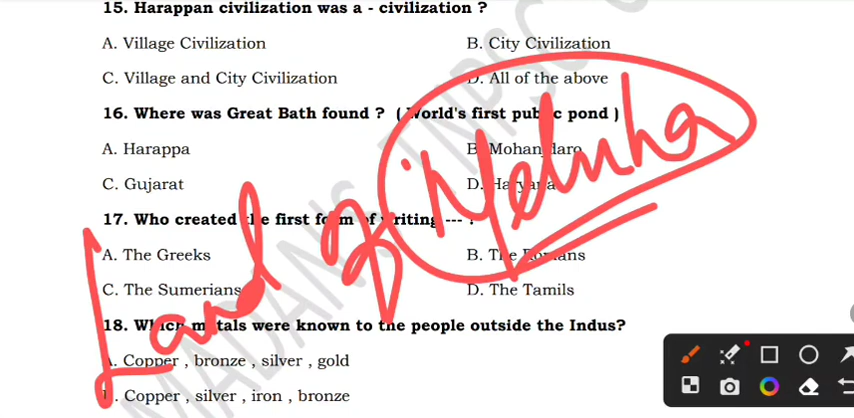 15. Harappan civilization was a - civilization ?
A. Village Civilization B. City Civilization
C. Village and City Civilization D. All of the above
16. Where was Great Bath found ? ( World's first public pond )
A. Harappa B. Mohanjdaro
C. Gujarat D. Haryana
17. Who created the first form of writing --- ?
A. The Greeks B. The Romans
C. The Sumerians D. The Tamils
18. Which metals were known to the people outside the Indus?
A. Copper , bronze , silver , gold
B. Copper , silver , iron , bronze
Land of Meluha